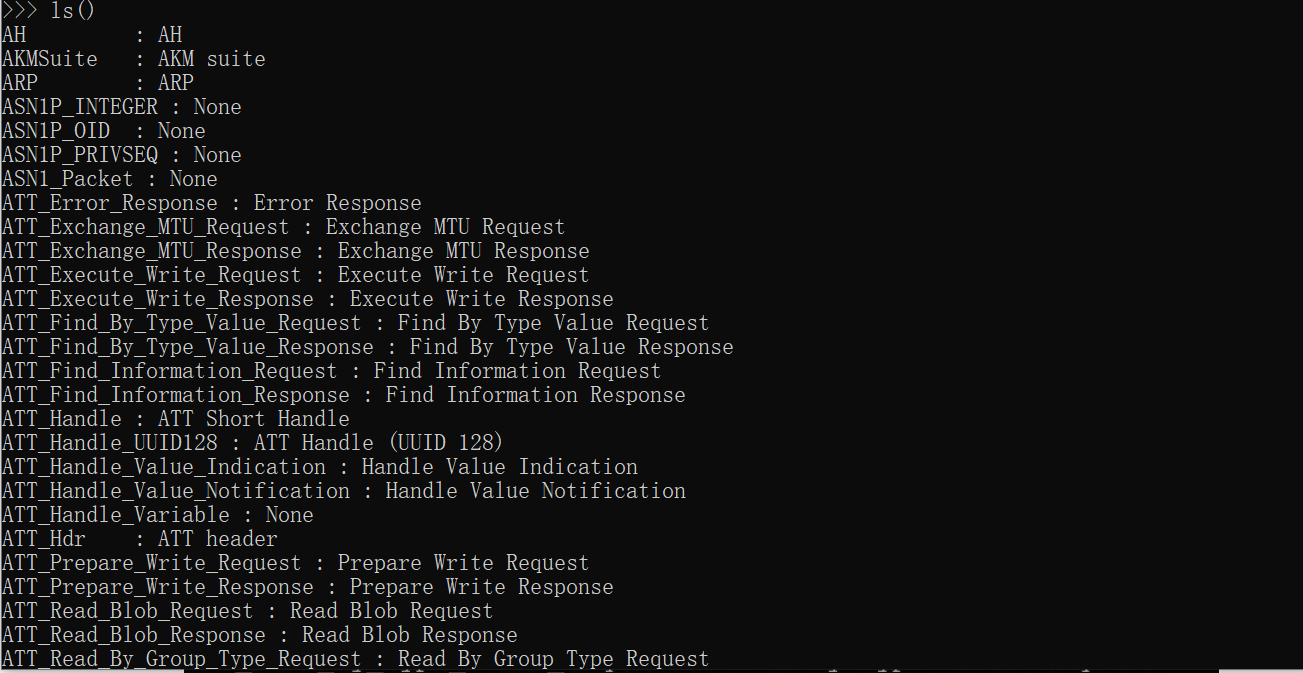 >>> ls()
AH         : AH
AKMSuite   : AKM suite
ARP        : ARP
ASN1P_INTEGER : None
ASN1P_OID  : None
ASN1P_PRIVSEQ : None
ASN1_Packet : None
ATT_Error_Response : Error Response
ATT_Exchange_MTU_Request : Exchange MTU Request
ATT_Exchange_MTU_Response : Exchange MTU Response
ATT_Execute_Write_Request : Execute Write Request
ATT_Execute_Write_Response : Execute Write Response
ATT_Find_By_Type_Value_Request : Find By Type Value Request
ATT_Find_By_Type_Value_Response : Find By Type Value Response
ATT_Find_Information_Request : Find Information Request
ATT_Find_Information_Response : Find Information Response
ATT_Handle : ATT Short Handle
ATT_Handle_UUID128 : ATT Handle (UUID 128)
ATT_Handle_Value_Indication : Handle Value Indication
ATT_Handle_Value_Notification : Handle Value Notification
ATT_Handle_Variable : None
ATT_Hdr    : ATT header
ATT_Prepare_Write_Request : Prepare Write Request
ATT_Prepare_Write_Response : Prepare Write Response
ATT_Read_Blob_Request : Read Blob Request
ATT_Read_Blob_Response : Read Blob Response
ATT_Read_By_Group_Type_Request : Read By Group Type Request